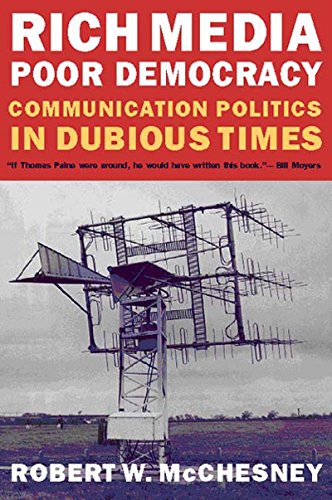 RICH MEDIA
POOR DEMOCRACY
COMMUNICATION POLITICS
IN DUBIOUS TIMES
"If Thomas Paine were around, he would have written this book."— Bill Moyers
ROBERT W. McCHESNEY